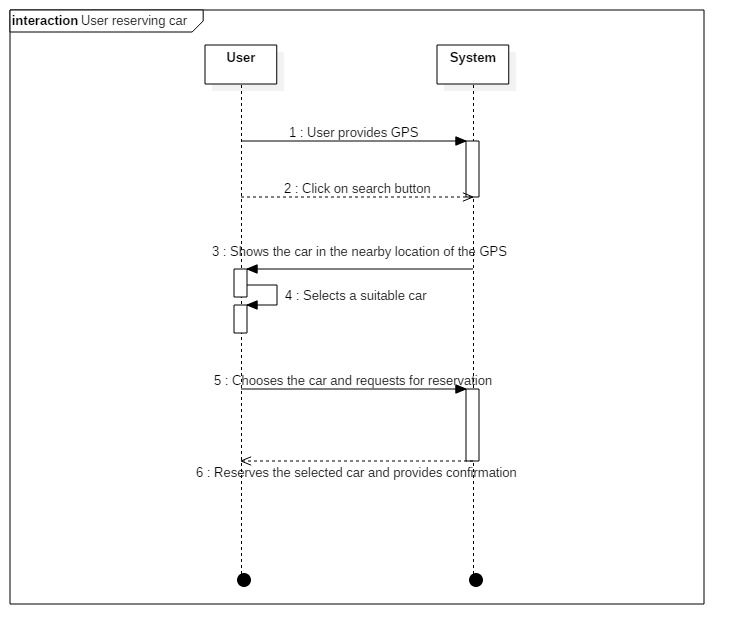 interaction User reserving car
User
System
1 : User provides GPS
2 : Click on search button
3 : Shows the car in the nearby location of the GPS
4 : Selects a suitable car
5 : Chooses the car and requests for reservation
6 : Reserves the selected car and provides confirmation